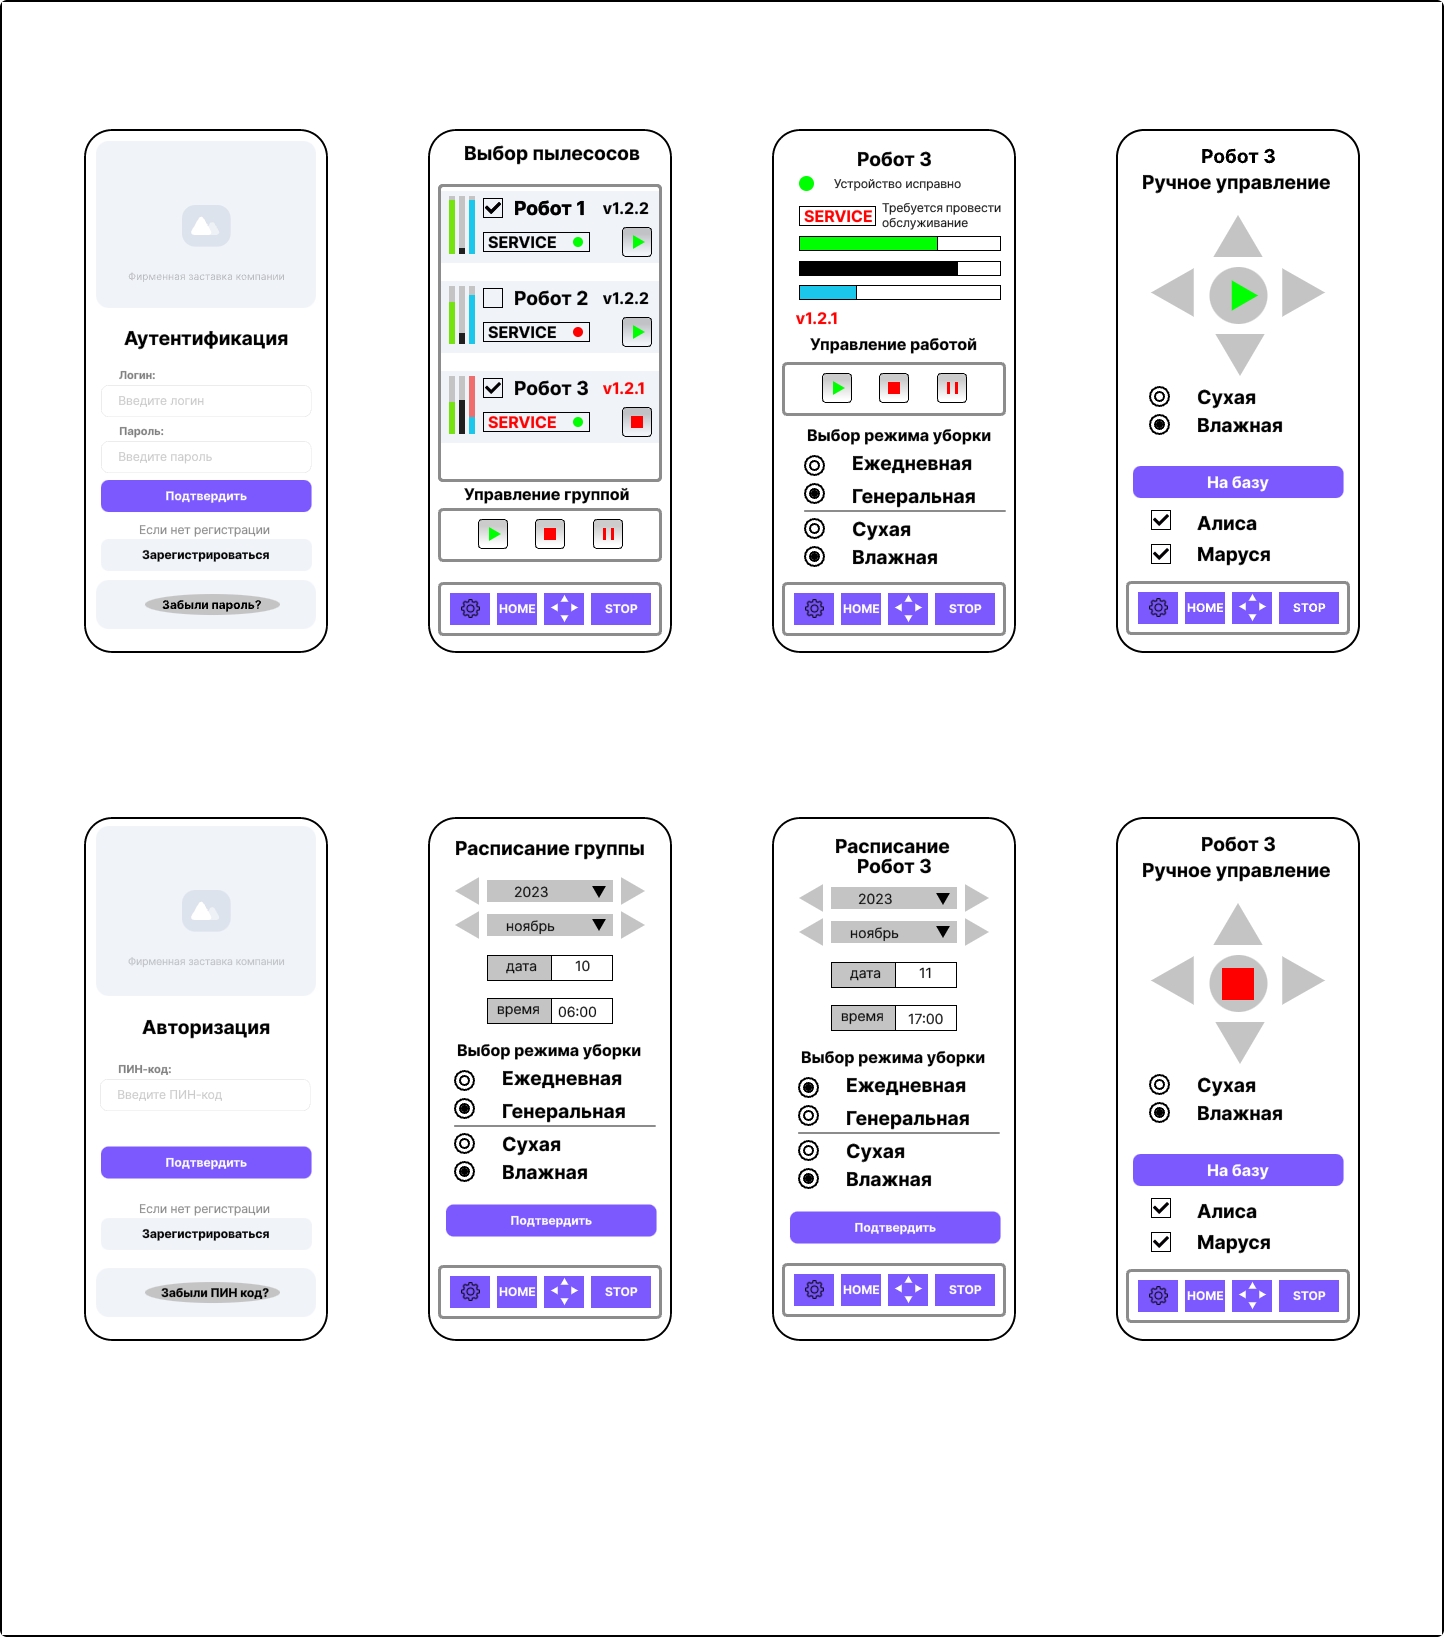 Фирменная заставка компании
Аутентификация
Логин:
Введите логин
Пароль:
Введите пароль
Подтвердить
Если нет регистрации
Зарегистрироваться
Забыли пароль?
Выбор пылесосов
Робот 1 v1.2.2
SERVICE
Робот 2 v1.2.2
SERVICE
Робот 3 v1.2.1
SERVICE
Управление группой
HOME STOP
Робот 3
Устройство исправно
SERVICE Требуется провести
обслуживание
v1.2.1
Управление работой
Выбор режима уборки
Ежедневная
Генеральная
Сухая
Влажная
HOME STOP
Робот 3
Ручное управление
Сухая
Влажная
На базу
Алиса
Маруся
HOME STOP
Фирменная заставка компании
Авторизация
ПИН-код:
Введите ПИН-код
Подтвердить
Если нет регистрации
Зарегистрироваться
Забыли ПИН код?
Расписание группы
2023
ноябрь
дата 10
время 06:00
Выбор режима уборки
Ежедневная
Генеральная
Сухая
Влажная
Подтвердить
HOME STOP
Расписание
Робот 3
2023
ноябрь
дата 11
время 17:00
Выбор режима уборки
Ежедневная
Генеральная
Сухая
Влажная
Подтвердить
HOME STOP
Робот 3
Ручное управление
Сухая
Влажная
На базу
Алиса
Маруся
HOME STOP